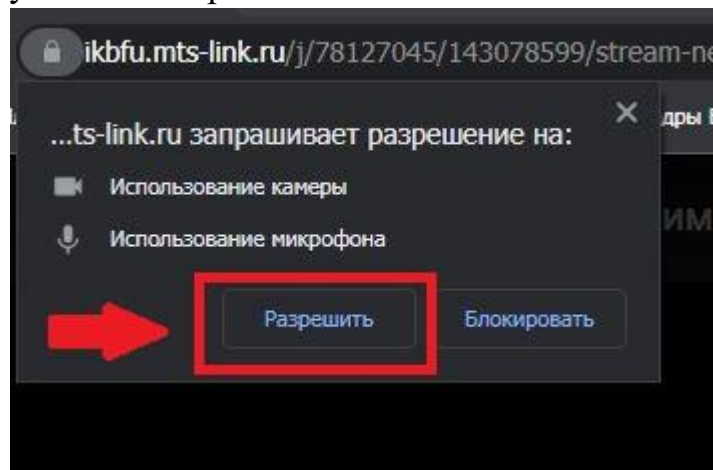 ikbfu.mts-link.ru/j/78127045/143078599/stream-ne
...ts-link.ru запрашивает разрешение на:
Использование камеры
Использование микрофона
Разрешить Блокировать